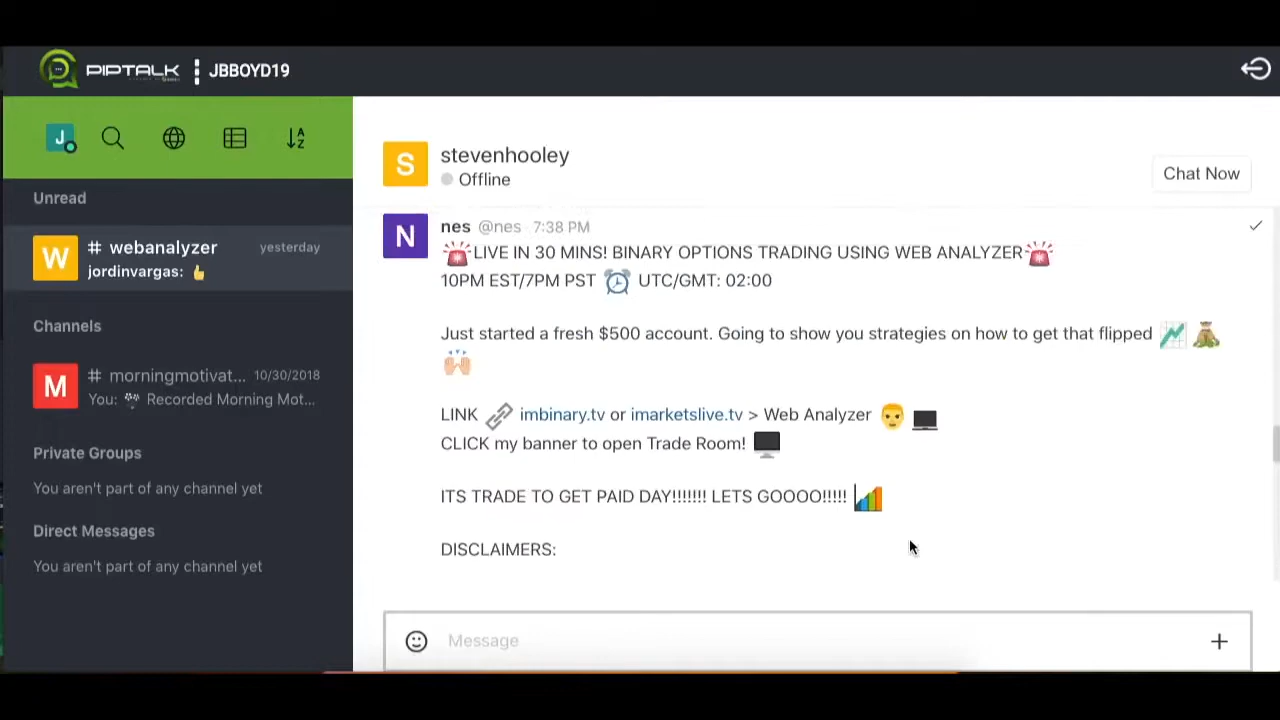 PIPTALK
JBBOYD19
J
Unread
W
# webanalyzer
yesterday
jordinvargas: 👍
Channels
M
# morningmotivat...
10/30/2018
You: Recorded Morning Mot...
Private Groups
You aren't part of any channel yet
Direct Messages
You aren't part of any channel yet
S
stevenhooley
Offline
Chat Now
N
nes @nes 7:38 PM
🚨LIVE IN 30 MINS! BINARY OPTIONS TRADING USING WEB ANALYZER🚨
10PM EST/7PM PST ⏰ UTC/GMT: 02:00
Just started a fresh $500 account. Going to show you strategies on how to get that flipped 💹 💰
🙌🏼
LINK 🔗 imbinary.tv or imarketslive.tv > Web Analyzer 👨 💻
CLICK my banner to open Trade Room! 🖥
ITS TRADE TO GET PAID DAY!!!!!!! LETS GOOOO!!!!! 📊
DISCLAIMERS:
Message